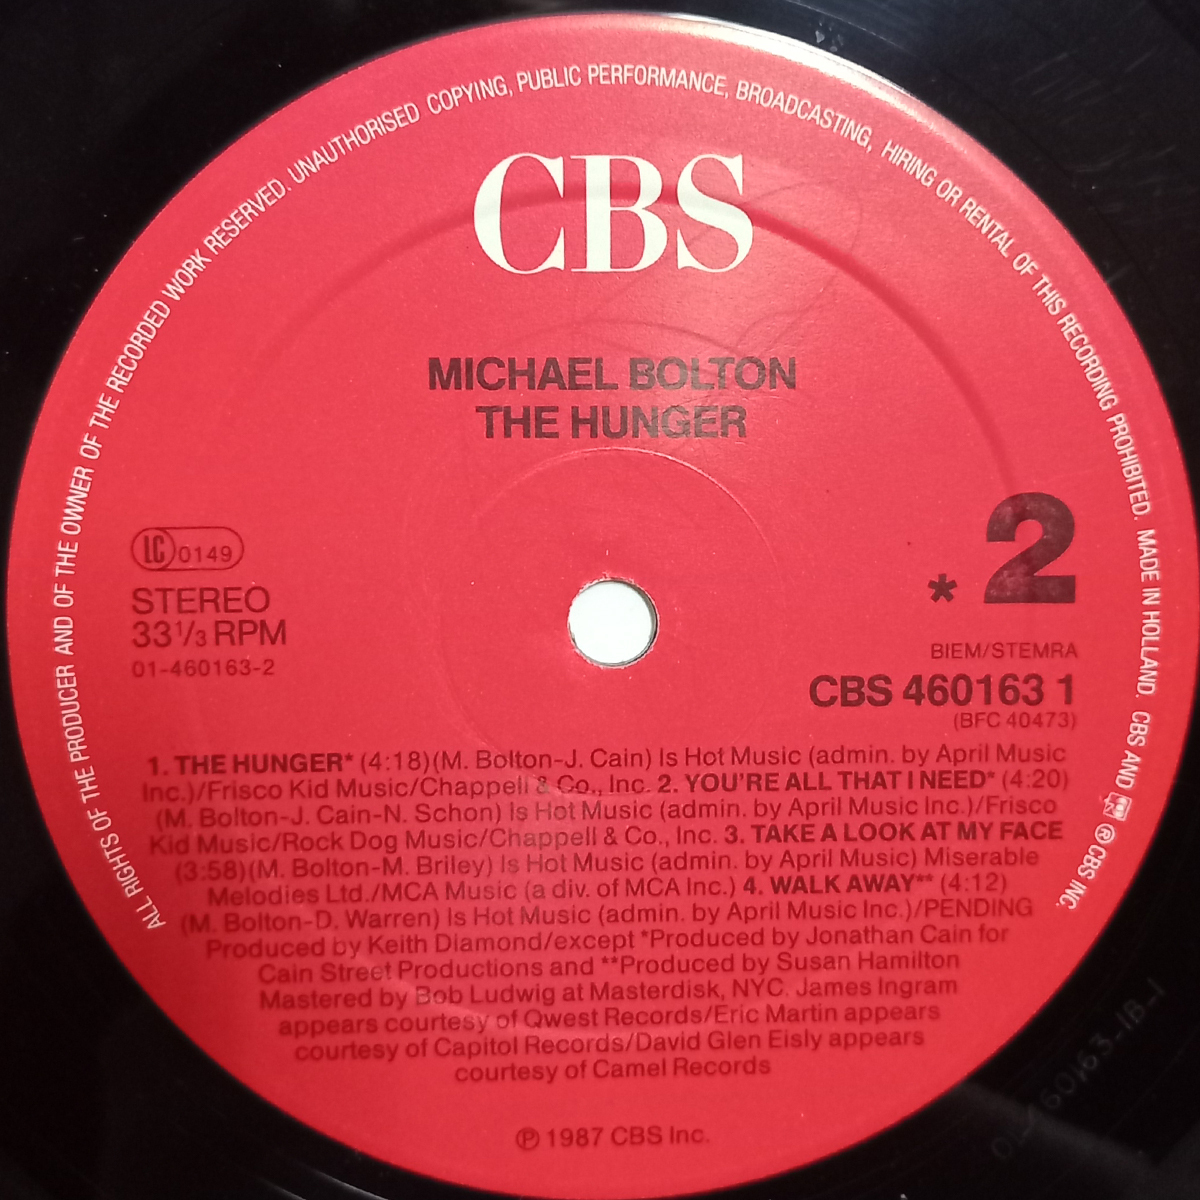 ALL RIGHTS OF THE PRODUCER AND OF THE OWNER OF THE RECORDED WORK RESERVED. UNAUTHORISED COPYING, PUBLIC PERFORMANCE, BROADCASTING, HIRING OR RENTAL OF THIS RECORDING PROHIBITED. MADE IN HOLLAND. CBS AND ® CBS INC.
CBS
MICHAEL BOLTON
THE HUNGER
LC 0149
STEREO
33 1/3 RPM
01-460163-2
* 2
BIEM/STEMRA
CBS 460163 1
(BFC 40473)
1. THE HUNGER* (4:18)(M. Bolton-J. Cain) Is Hot Music (admin. by April Music
Inc.)/Frisco Kid Music/Chappell & Co., Inc. 2. YOU'RE ALL THAT I NEED* (4:20)
(M. Bolton-J. Cain-N. Schon) Is Hot Music (admin. by April Music Inc.)/Frisco
Kid Music/Rock Dog Music/Chappell & Co., Inc. 3. TAKE A LOOK AT MY FACE
(3:58)(M. Bolton-M. Briley) Is Hot Music (admin. by April Music) Miserable
Melodies Ltd./MCA Music (a div. of MCA Inc.) 4. WALK AWAY** (4:12)
(M. Bolton-D. Warren) Is Hot Music (admin. by April Music Inc.)/PENDING
Produced by Keith Diamond/except *Produced by Jonathan Cain for
Cain Street Productions and **Produced by Susan Hamilton
Mastered by Bob Ludwig at Masterdisk, NYC. James Ingram
appears courtesy of Qwest Records/Eric Martin appears
courtesy of Capitol Records/David Glen Eisly appears
courtesy of Camel Records
℗ 1987 CBS Inc.